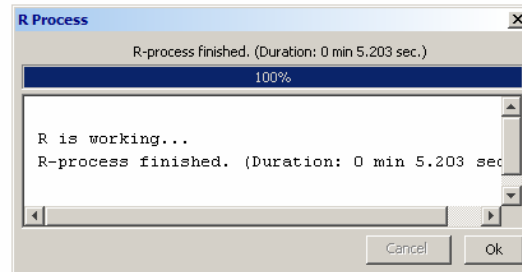 R Process
R-process finished. (Duration: 0 min 5.203 sec.)
100%
R is working...
R-process finished. (Duration: 0 min 5.203 sec
Cancel Ok